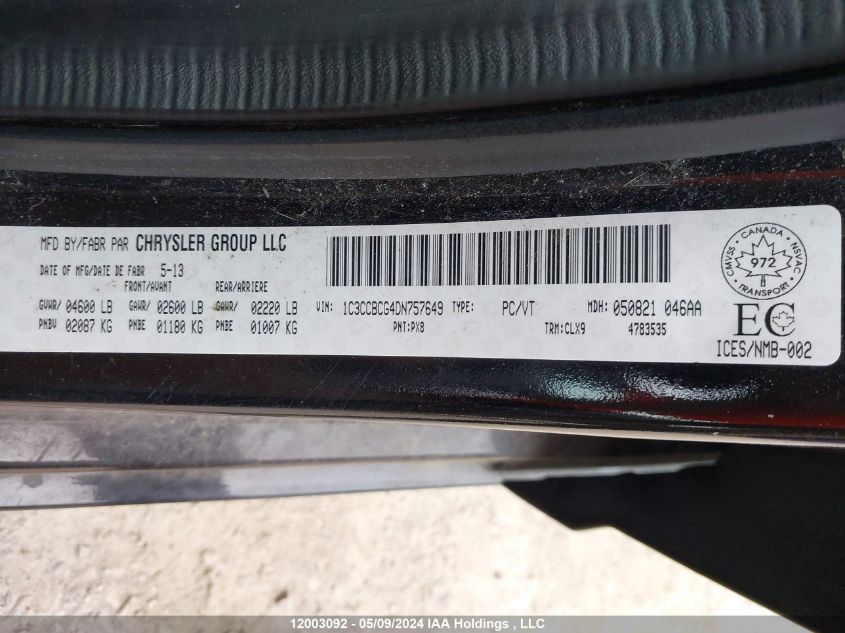 MFD BY/FABR PAR CHRYSLER GROUP LLC
DATE OF MFG/DATE DE FABR 5-13
FRONT/AVANT REAR/ARRIERE
GVWR/ 04600 LB GAWR/ 02600 LB GAWR/ 02220 LB
PNBV 02087 KG PNBE 01180 KG PNBE 01007 KG
VIN: 1C3CCBCG4DN757649 TYPE: PC/VT MDH: 050821 046AA
PNT:PX8 TRM:CLX9 4783535
CANADA
CMVSS 972 NSVAC
TRANSPORT
EC
ICES/NMB-002
12003092 - 05/09/2024 IAA Holdings , LLC